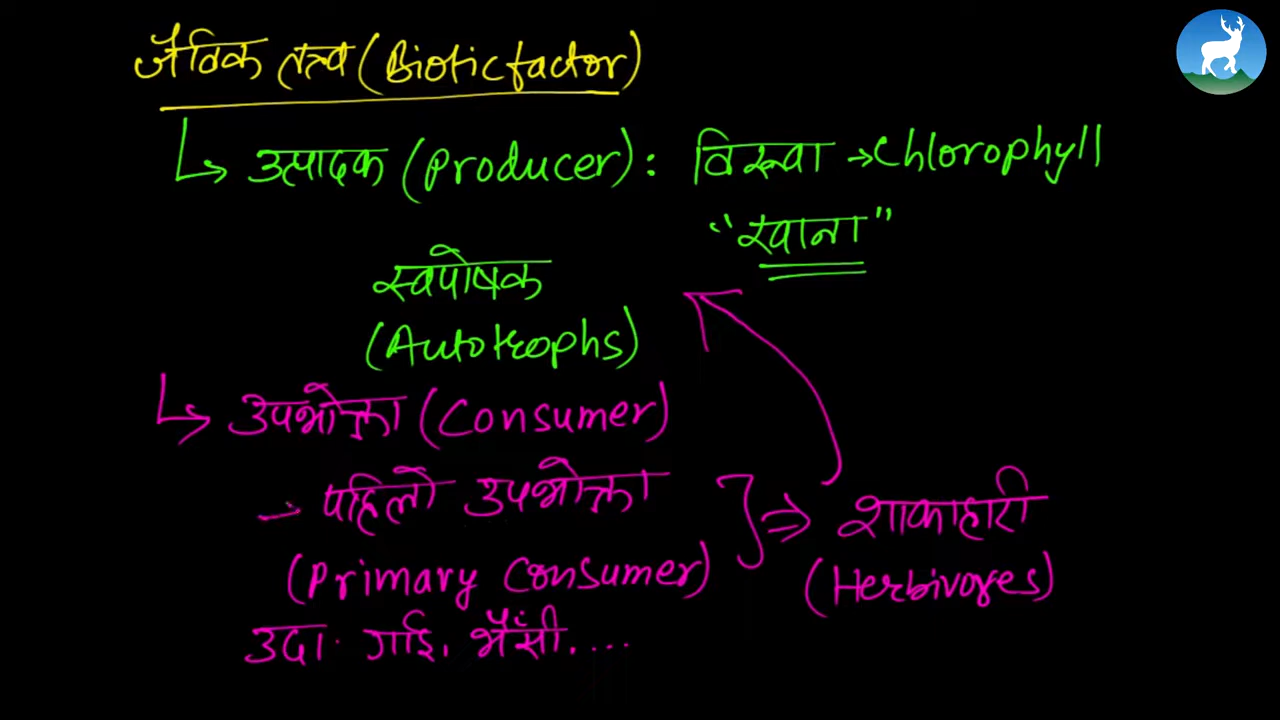 जैविक तत्त्व (Biotic factor)
उत्पादक (Producer) : विरुवा → Chlorophyll
"खाना"
स्वपोषक
(Autotrophs)
उपभोक्ता (Consumer)
- पहिलो उपभोक्ता
(Primary Consumer)
⇒ शाकाहारी
(Herbivores)
उदा. गाई, भैंसी....